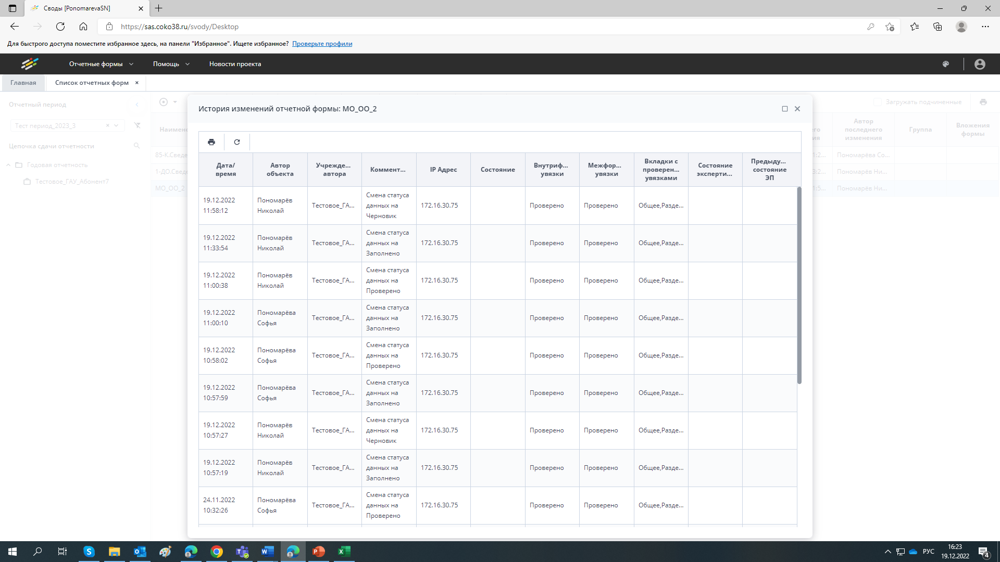 Своды [PonomarevaSN]
https://sas.coko38.ru/svody/Desktop
Для быстрого доступа поместите избранное здесь, на панели "Избранное". Ищете избранное? Проверьте профили
Отчетные формы
Помощь
Новости проекта
Главная
Список отчетных форм
Отчетный период
Тест период_2023_3
Цепочка сдачи отчетности
Годовая отчетность
Тестовое_ГАУ_Абонент7
Загружать подчиненные
Автор последнего изменения
Группа
Вложения формы
85-К.Сведе
1-ДО.Сведе
МО_ОО_2
Пономарёва Со...
Пономарёв Ни...
Пономарёв Ни...
История изменений отчетной формы: МО_ОО_2
Дата/время Автор объекта Учрежде... автора Коммент... IP Адрес Состояние Внутриф... увязки Межфор... увязки Вкладки с проверен... увязками Состояние эксперти... Предыду... состояние ЭП
19.12.2022 11:58:12 Пономарёв Николай Тестовое_ГА... Смена статуса данных на Черновик 172.16.30.75 Проверено Проверено Общее,Разде...
19.12.2022 11:33:54 Пономарёв Николай Тестовое_ГА... Смена статуса данных на Заполнено 172.16.30.75 Проверено Проверено Общее,Разде...
19.12.2022 11:00:38 Пономарёв Николай Тестовое_ГА... Смена статуса данных на Проверено 172.16.30.75 Проверено Проверено Общее,Разде...
19.12.2022 11:00:10 Пономарёва Софья Тестовое_ГА... Смена статуса данных на Заполнено 172.16.30.75 Проверено Проверено Общее,Разде...
19.12.2022 10:58:02 Пономарёва Софья Тестовое_ГА... Смена статуса данных на Проверено 172.16.30.75 Проверено Проверено Общее,Разде...
19.12.2022 10:57:59 Пономарёва Софья Тестовое_ГА... Смена статуса данных на Заполнено 172.16.30.75 Проверено Проверено Общее,Разде...
19.12.2022 10:57:27 Пономарёв Николай Тестовое_ГА... Смена статуса данных на Черновик 172.16.30.75 Проверено Проверено Общее,Разде...
19.12.2022 10:57:19 Пономарёв Николай Тестовое_ГА... Смена статуса данных на Заполнено 172.16.30.75 Проверено Проверено Общее,Разде...
24.11.2022 10:32:26 Пономарёва Софья Тестовое_ГА... Смена статуса данных на Проверено 172.16.30.75 Проверено Проверено Общее,Разде...
РУС
16:23
19.12.2022
4